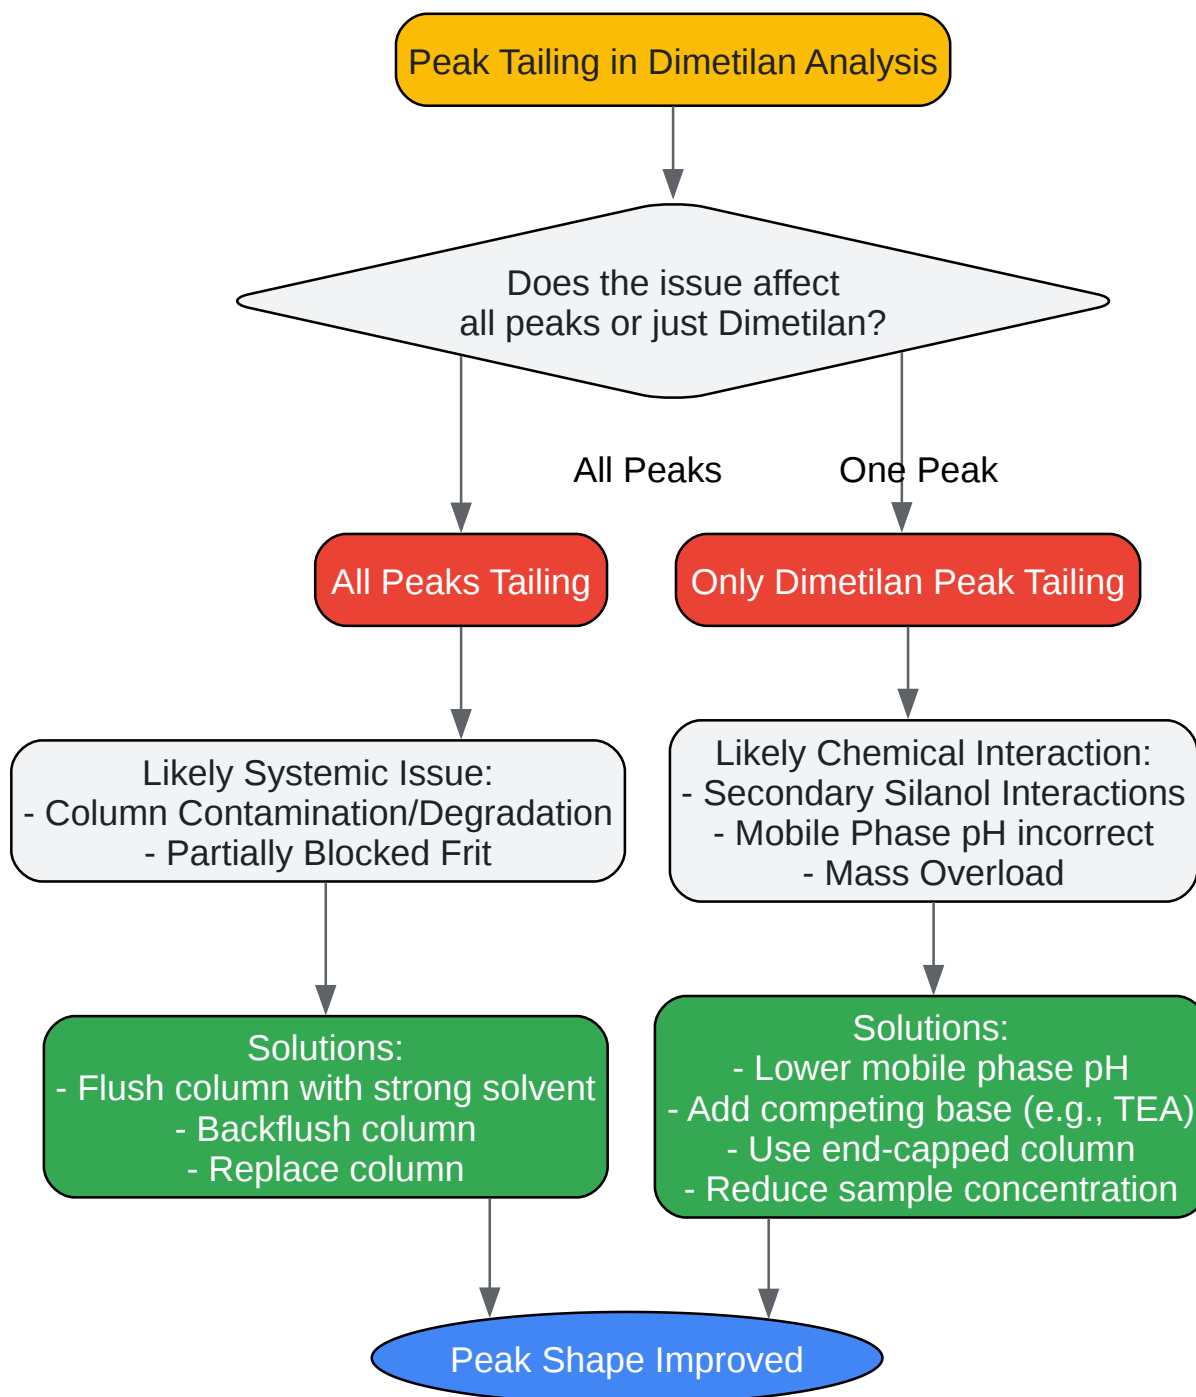 Peak Tailing in Dimetilan Analysis
Does the issue affect
all peaks or just Dimetilan?
All Peaks
One Peak
All Peaks Tailing
Only Dimetilan Peak Tailing
Likely Systemic Issue:
- Column Contamination/Degradation
- Partially Blocked Frit
Likely Chemical Interaction:
- Secondary Silanol Interactions
- Mobile Phase pH incorrect
- Mass Overload
Solutions:
- Flush column with strong solvent
- Backflush column
- Replace column
Solutions:
- Lower mobile phase pH
- Add competing base (e.g., TEA)
- Use end-capped column
- Reduce sample concentration
Peak Shape Improved